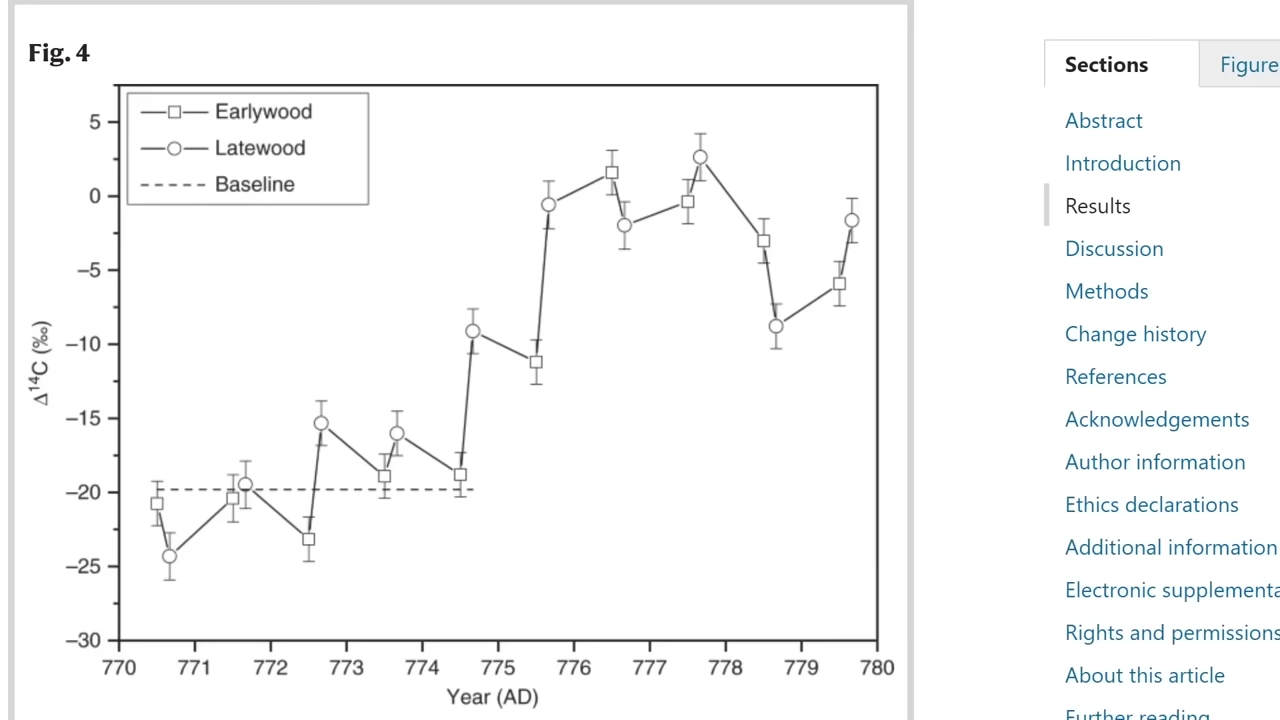 Fig. 4
Earlywood
Latewood
Baseline
5
0
−5
−10
−15
−20
−25
−30
Δ¹⁴C (‰)
770 771 772 773 774 775 776 777 778 779 780
Year (AD)
Sections Figure
Abstract
Introduction
Results
Discussion
Methods
Change history
References
Acknowledgements
Author information
Ethics declarations
Additional information
Electronic supplementa
Rights and permissions
About this article
Further reading